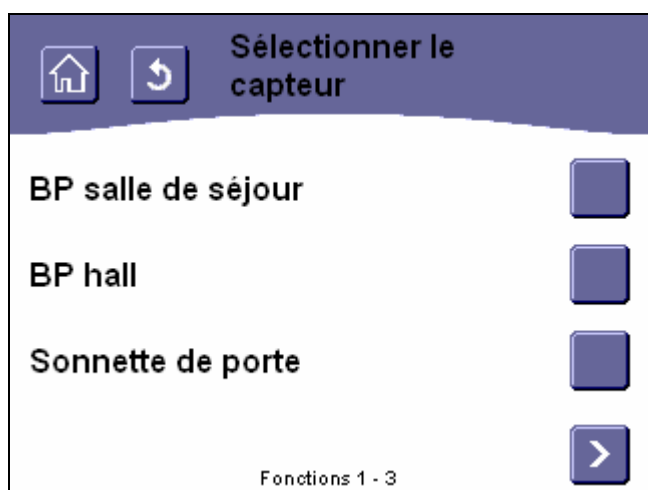 Sélectionner le
capteur
BP salle de séjour
BP hall
Sonnette de porte
Fonctions 1 - 3